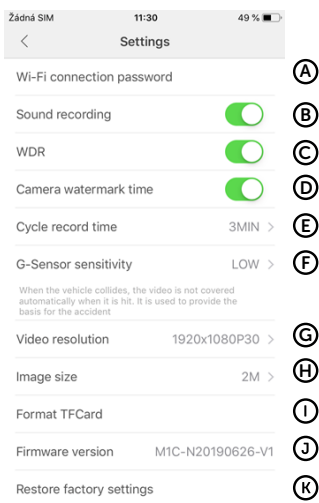 Žádná SIM 11:30 49 %
Settings
Wi-Fi connection password A
Sound recording B
WDR C
Camera watermark time D
Cycle record time 3MIN > E
G-Sensor sensitivity LOW > F
When the vehicle collides, the video is not covered
automatically when it is hit. It is used to provide the
basis for the accident
Video resolution 1920x1080P30 > G
Image size 2M > H
Format TFCard I
Firmware version M1C-N20190626-V1 J
Restore factory settings K